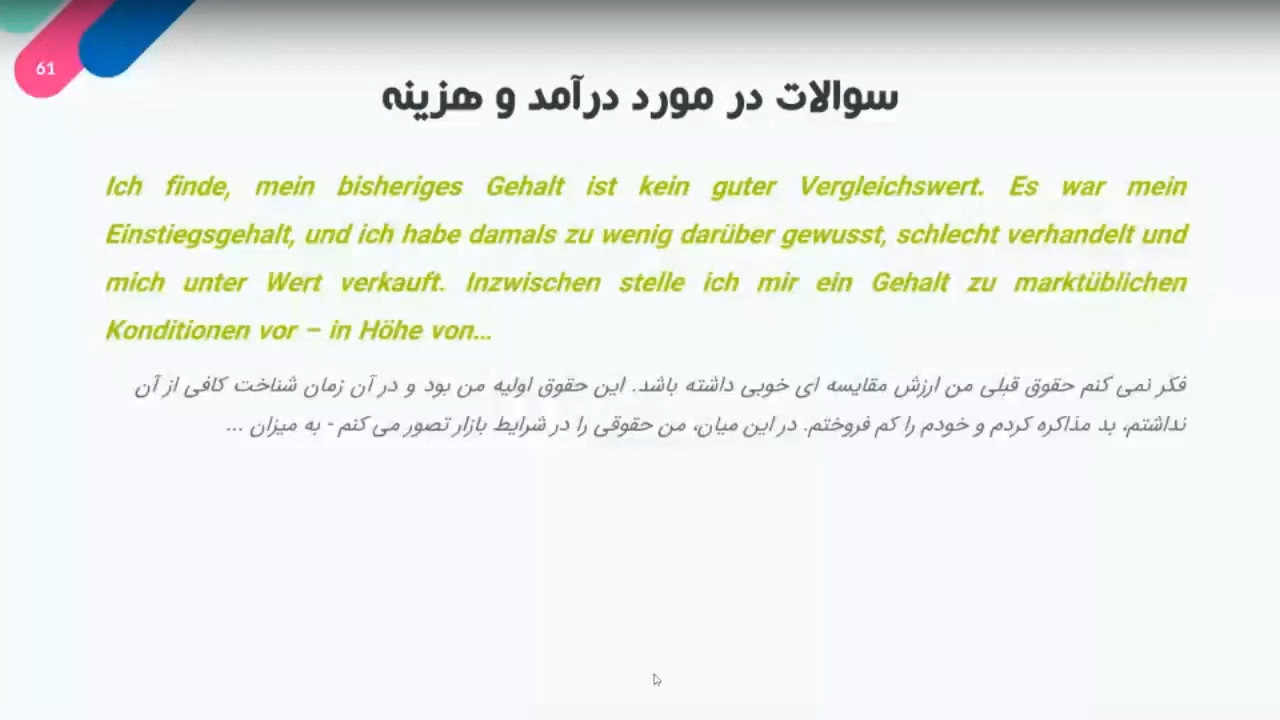 61
سوالات در مورد درآمد و هزینه
Ich finde, mein bisheriges Gehalt ist kein guter Vergleichswert. Es war mein
Einstiegsgehalt, und ich habe damals zu wenig darüber gewusst, schlecht verhandelt und
mich unter Wert verkauft. Inzwischen stelle ich mir ein Gehalt zu marktüblichen
Konditionen vor – in Höhe von...
فکر نمی کنم حقوق قبلی من ارزش مقایسه ای خوبی داشته باشد. این حقوق اولیه من بود و در آن زمان شناخت کافی از آن
نداشتم، بد مذاکره کردم و خودم را کم فروختم. در این میان، من حقوقی را در شرایط بازار تصور می کنم - به میزان ...